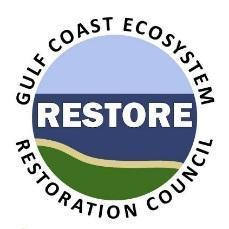 GULF COAST ECOSYSTEM
RESTORE
RESTORATION COUNCIL